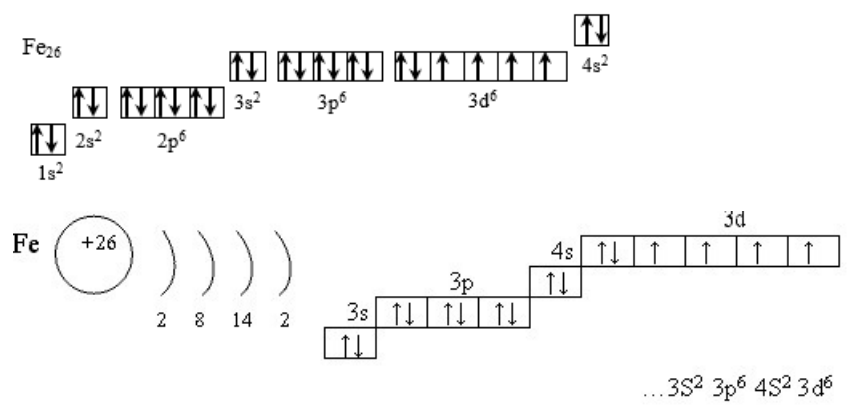 4s²
Fe₂₆
3s² 3p⁶ 3d⁶
2s² 2p⁶
1s²
3d
Fe +26
4s
3p
3s
2 8 14 2
...3S² 3p⁶ 4S² 3d⁶